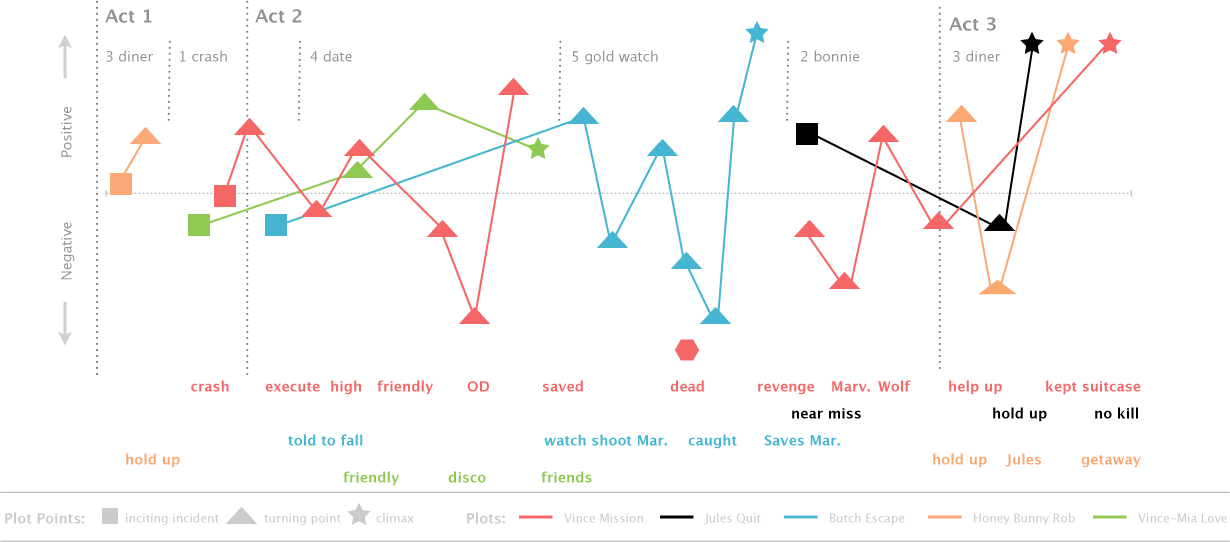 Act 1
Act 2
Act 3
3 diner
1 crash
4 date
5 gold watch
2 bonnie
3 diner
Positive
Negative
crash execute high friendly OD saved dead revenge Marv. Wolf help up kept suitcase
near miss hold up no kill
told to fall watch shoot Mar. caught Saves Mar.
hold up hold up Jules getaway
friendly disco friends
Plot Points: inciting incident turning point climax Plots: Vince Mission Jules Quit Butch Escape Honey Bunny Rob Vince-Mia Love